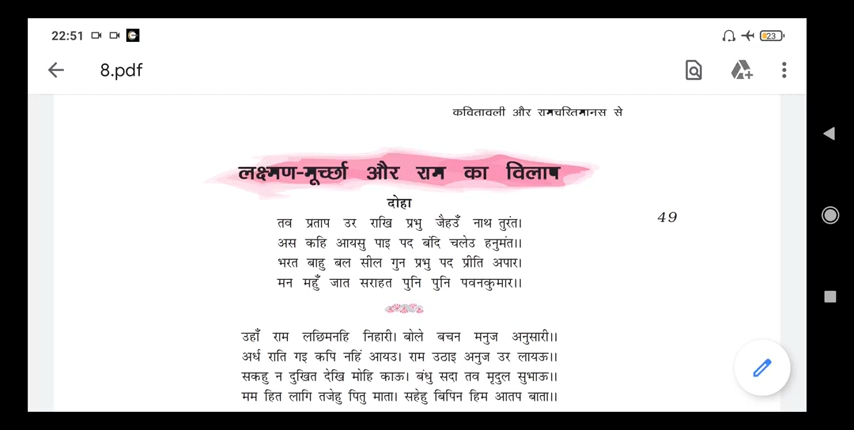 22:51
23
8.pdf
कवितावली और रामचरितमानस से
लक्ष्मण-मूर्च्छा और राम का विलाप
दोहा
तव प्रताप उर राखि प्रभु जैहउँ नाथ तुरंत।
अस कहि आयसु पाइ पद बंदि चलेउ हनुमंत।।
भरत बाहु बल सील गुन प्रभु पद प्रीति अपार।
मन महुँ जात सराहत पुनि पुनि पवनकुमार।।
49
उहाँ राम लछिमनहि निहारी। बोले बचन मनुज अनुसारी।।
अर्ध राति गइ कपि नहिं आयउ। राम उठाइ अनुज उर लायऊ।।
सकहु न दुखित देखि मोहि काऊ। बंधु सदा तव मृदुल सुभाऊ।।
मम हित लागि तजेहु पितु माता। सहेहु बिपिन हिम आतप बाता।।